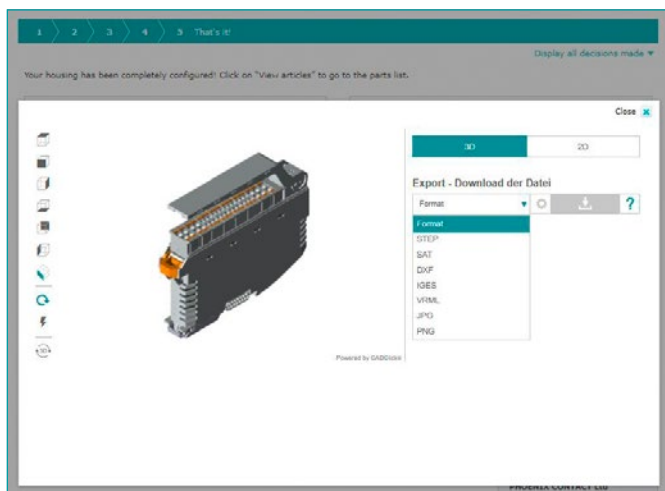 1 2 3 4 5 That's it!
Display all decisions made ▼
Your housing has been completely configured! Click on "View articles" to go to the parts list.
Close
3D 2D
Export - Download der Datei
Format
?
Format
STEP
SAT
DXF
IGES
VRML
JPG
PNG
Powered by CADClick®
PHOENIX CONTACT Ltd